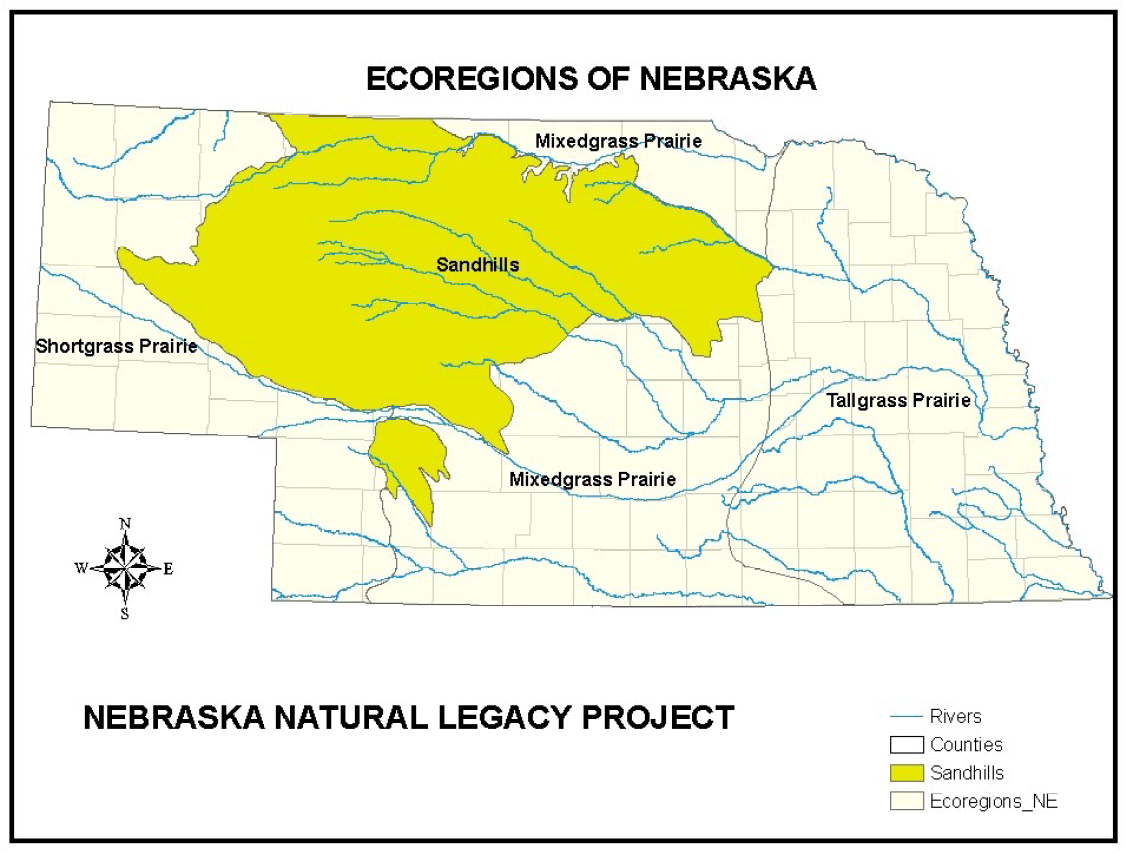 ECOREGIONS OF NEBRASKA
Mixedgrass Prairie
Sandhills
Shortgrass Prairie
Tallgrass Prairie
Mixedgrass Prairie
N
W E
S
NEBRASKA NATURAL LEGACY PROJECT
Rivers
Counties
Sandhills
Ecoregions_NE